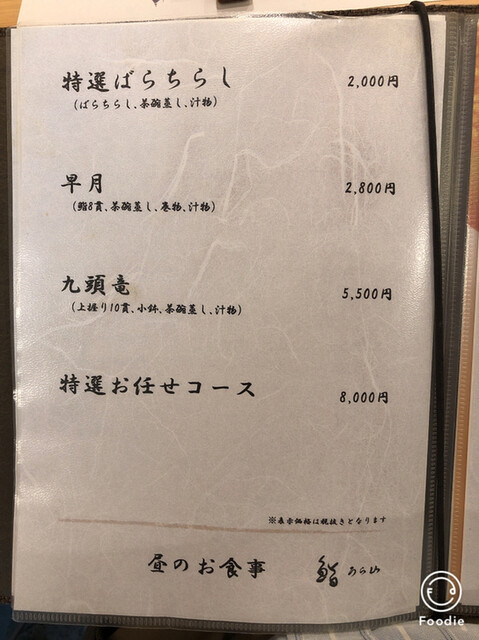 特選ばらちらし 2,000円
(ばらちらし、茶碗蒸し、汁物)
早月 2,800円
(鮨8貫、茶碗蒸し、巻物、汁物)
九頭竜 5,500円
(上握り10貫、小鉢、茶碗蒸し、汁物)
特選お任せコース 8,000円
※表示価格は税抜きとなります
昼のお食事 鮨 あら山
Foodie